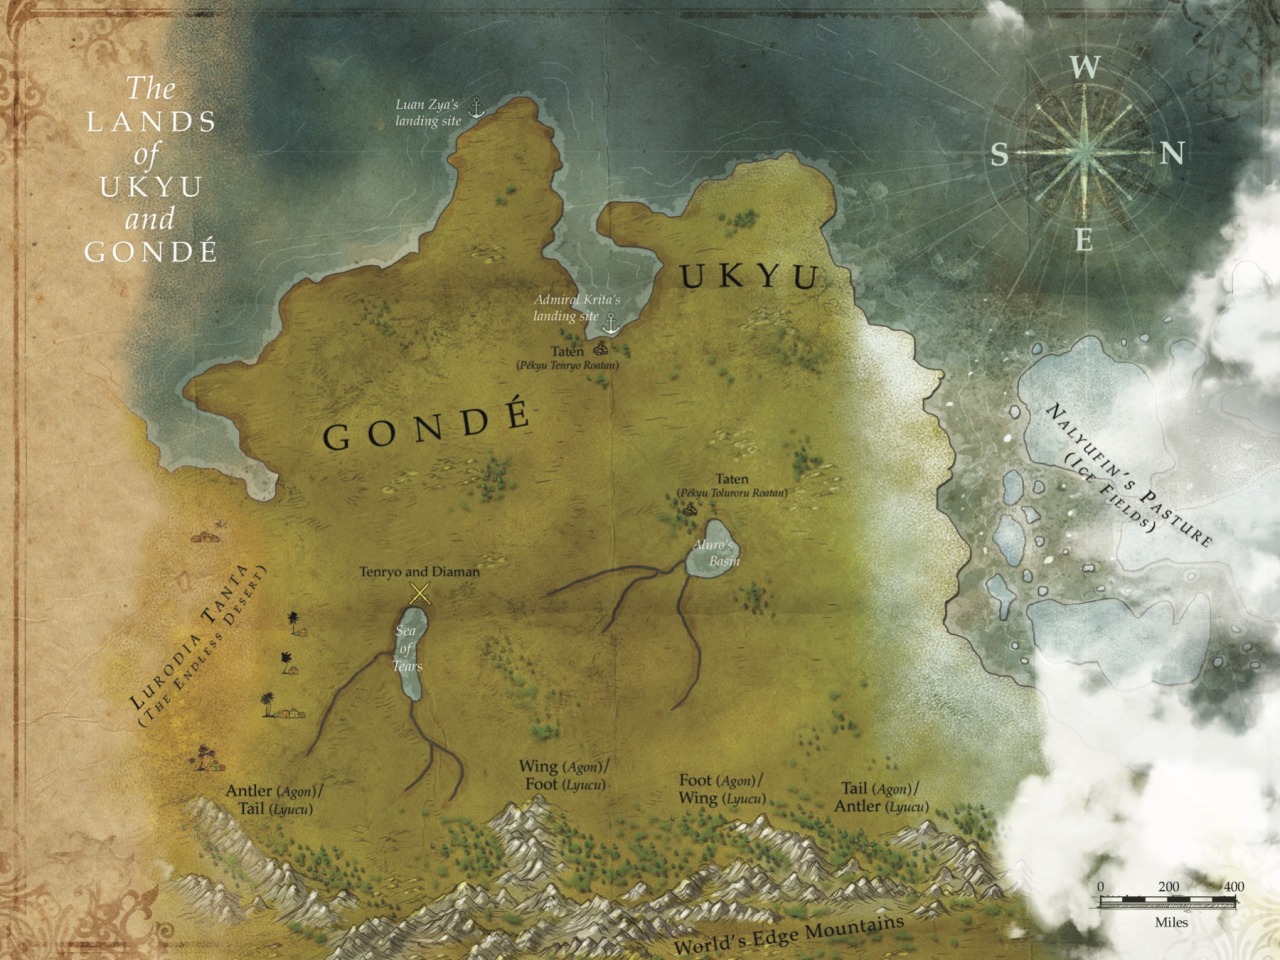 The
LANDS
of
UKYU
and
GONDÉ
W
S
N
E
Luan Zya's
landing site
UKYU
Admiral Krita's
landing site
Taten
(Pékyu Tenryo Roatan)
GONDÉ
NALYUFIN'S PASTURE
(ICE FIELDS)
Taten
(Pékyu Toluroru Roatan)
Aluro's
Basin
Tenryo and Diaman
Sea
of
Tears
LURODIA TANTA
(THE ENDLESS DESERT)
Antler (Agon)/
Tail (Lyucu)
Wing (Agon)/
Foot (Lyucu)
Foot (Agon)/
Wing (Lyucu)
Tail (Agon)/
Antler (Lyucu)
World's Edge Mountains
0 200 400
Miles